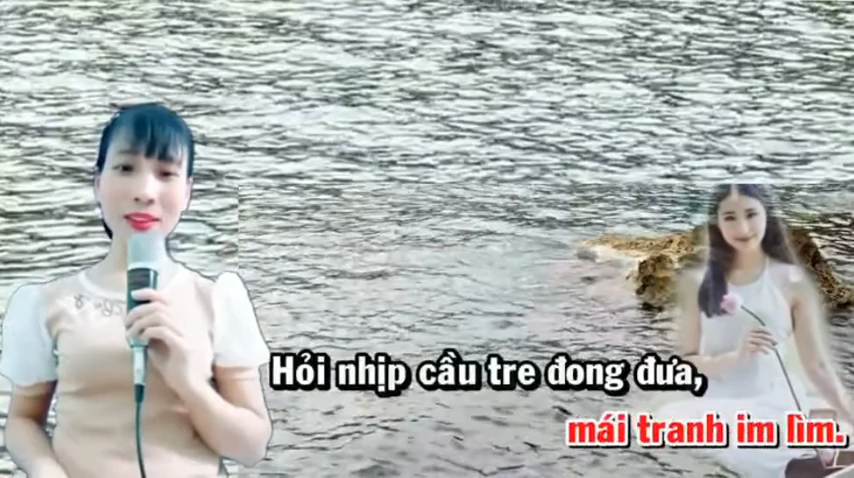 Hỏi nhịp cầu tre đong đưa,
mái tranh im lìm.